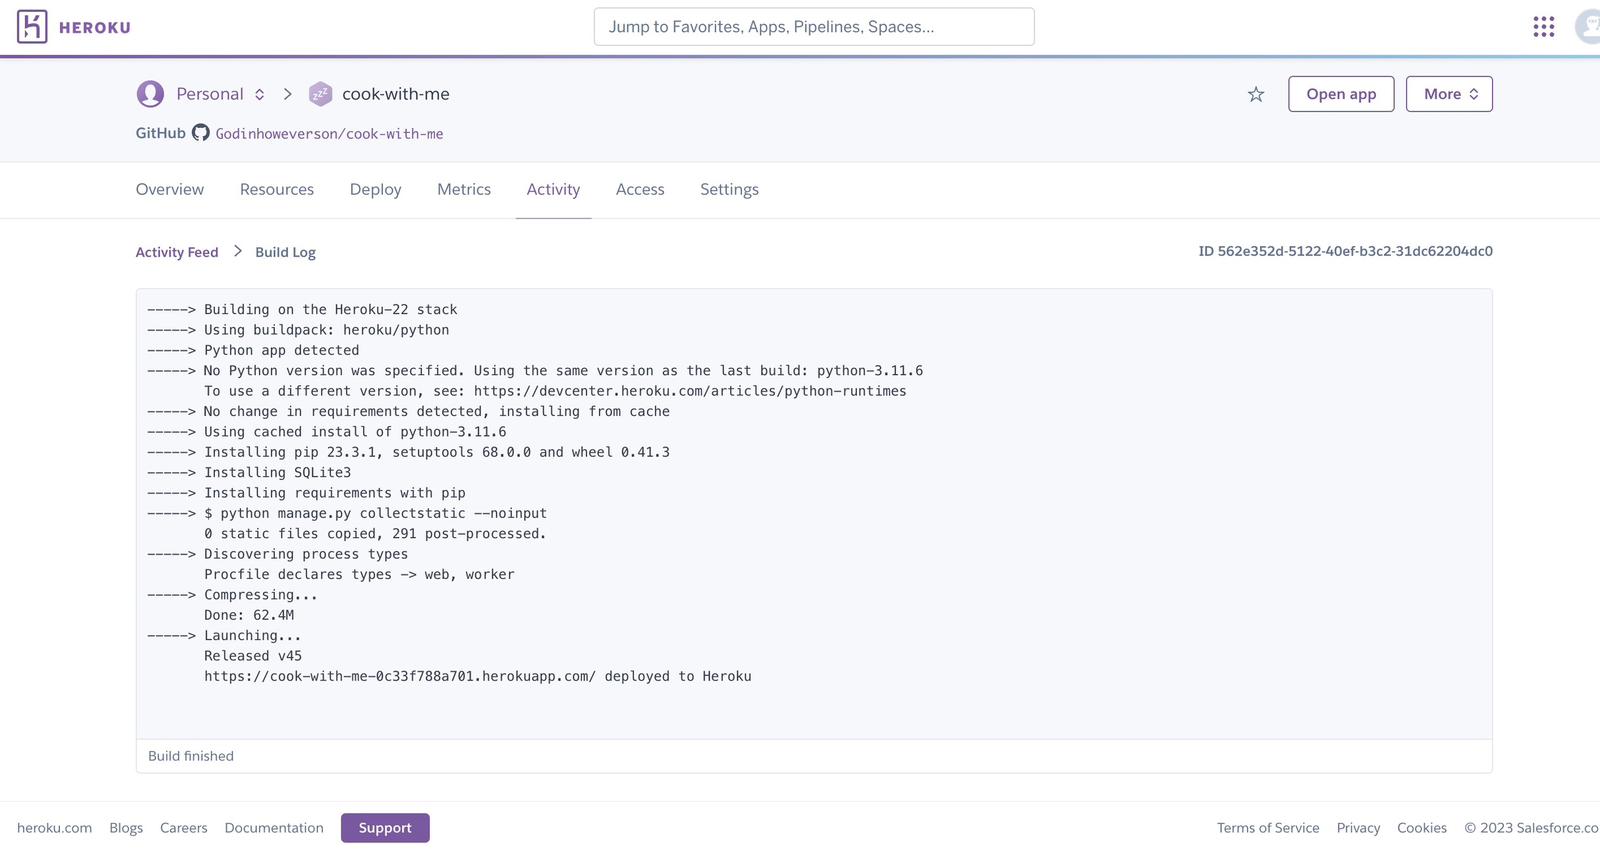 HEROKU
Jump to Favorites, Apps, Pipelines, Spaces...
Personal
cook-with-me
Open app
More
GitHub Godinhoweverson/cook-with-me
Overview Resources Deploy Metrics Activity Access Settings
Activity Feed Build Log
ID 562e352d-5122-40ef-b3c2-31dc62204dc0
-----> Building on the Heroku-22 stack
-----> Using buildpack: heroku/python
-----> Python app detected
-----> No Python version was specified. Using the same version as the last build: python-3.11.6
To use a different version, see: https://devcenter.heroku.com/articles/python-runtimes
-----> No change in requirements detected, installing from cache
-----> Using cached install of python-3.11.6
-----> Installing pip 23.3.1, setuptools 68.0.0 and wheel 0.41.3
-----> Installing SQLite3
-----> Installing requirements with pip
-----> $ python manage.py collectstatic --noinput
0 static files copied, 291 post-processed.
-----> Discovering process types
Procfile declares types -> web, worker
-----> Compressing...
Done: 62.4M
-----> Launching...
Released v45
https://cook-with-me-0c33f788a701.herokuapp.com/ deployed to Heroku
Build finished
heroku.com Blogs Careers Documentation Support
Terms of Service Privacy Cookies © 2023 Salesforce.co